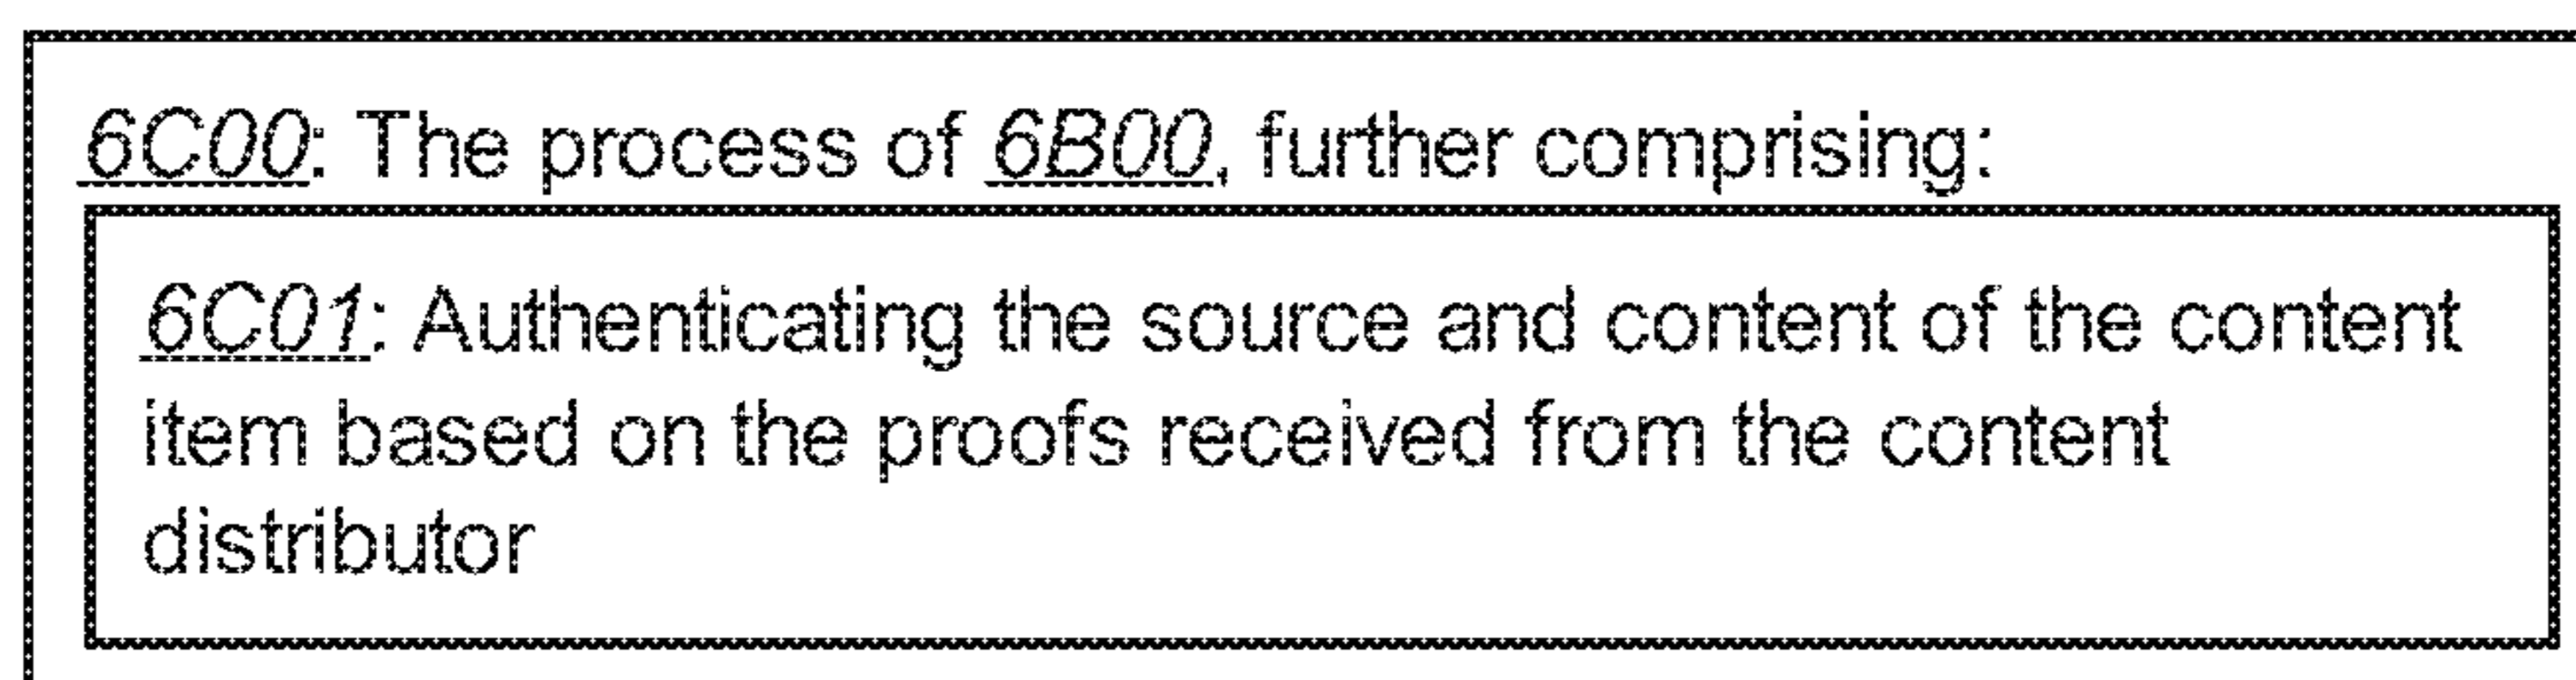 6C00: The process of 6B00, further comprising:
6C01: Authenticating the source and content of the content
item based on the proofs received from the content
distributor